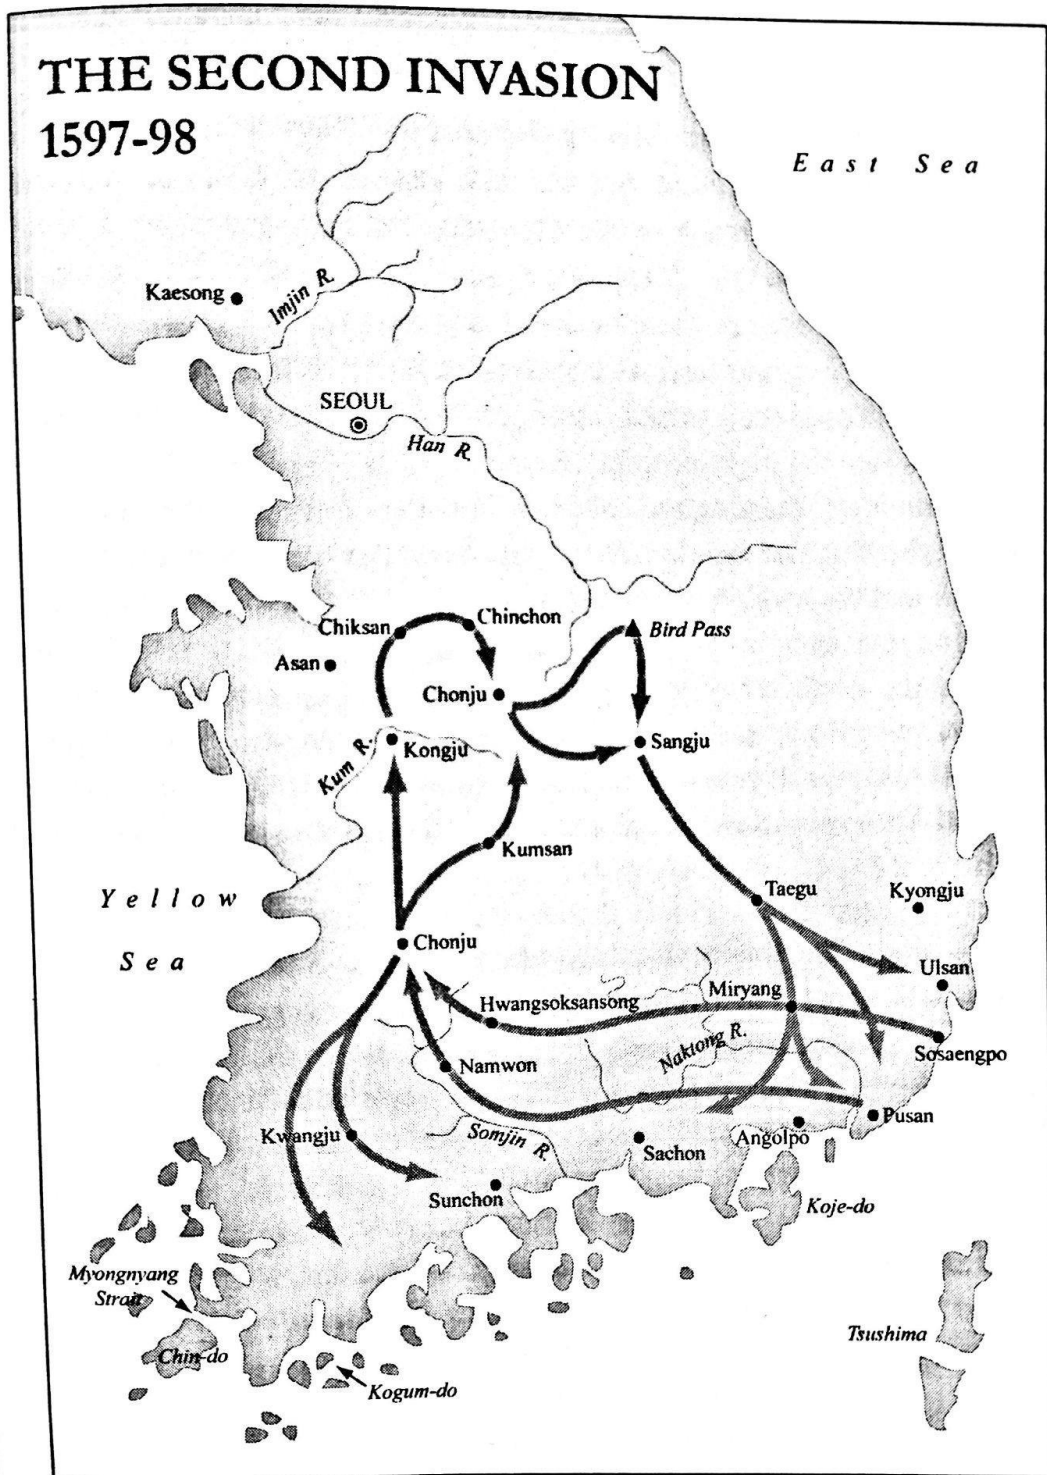 THE SECOND INVASION
1597-98
East Sea
Kaesong
Imjin R.
SEOUL
Han R.
Chiksan
Chinchon
Bird Pass
Asan
Chonju
Sangju
Kongju
Kum R.
Kumsan
Taegu
Kyongju
Yellow
Sea
Chonju
Ulsan
Hwangsoksansong
Miryang
Naktong R.
Sosaengpo
Namwon
Pusan
Kwangju
Somjin R.
Sachon
Angolpo
Sunchon
Koje-do
Myongnyang
Strait
Chin-do
Tsushima
Kogum-do